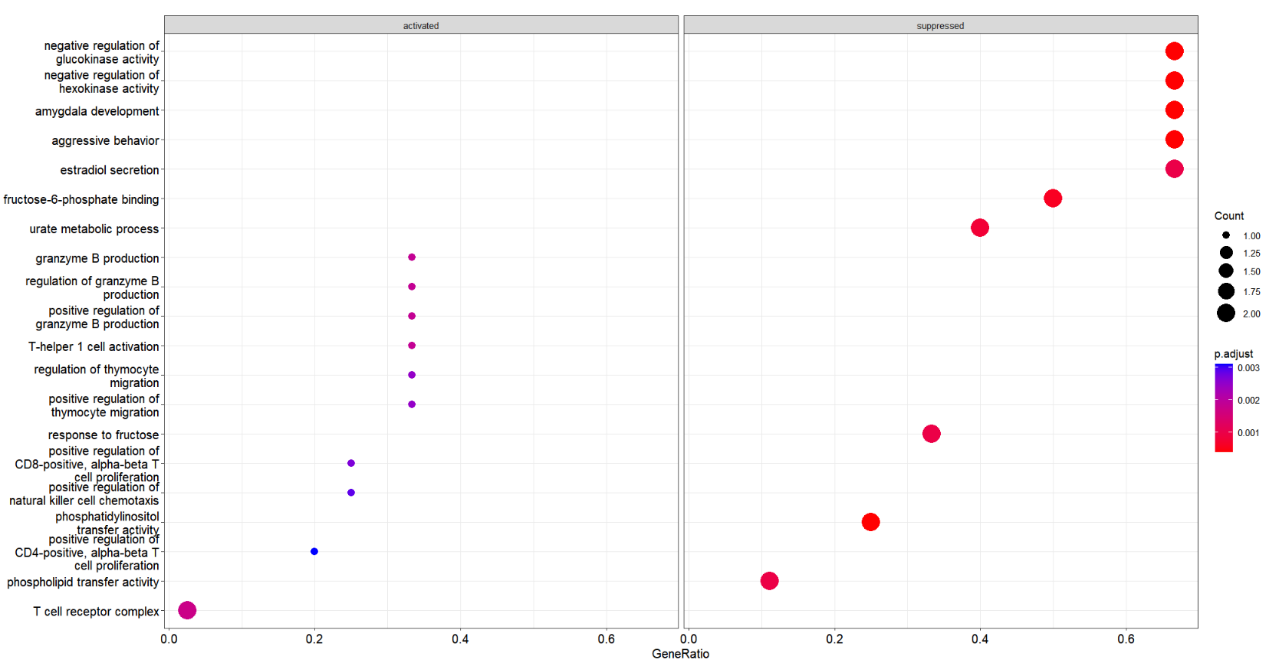 activated
suppressed
negative regulation of
glucokinase activity
negative regulation of
hexokinase activity
amygdala development
aggressive behavior
estradiol secretion
fructose-6-phosphate binding
urate metabolic process
granzyme B production
regulation of granzyme B
production
positive regulation of
granzyme B production
T-helper 1 cell activation
regulation of thymocyte
migration
positive regulation of
thymocyte migration
response to fructose
positive regulation of
CD8-positive, alpha-beta T
cell proliferation
positive regulation of
natural killer cell chemotaxis
phosphatidylinositol
transfer activity
positive regulation of
CD4-positive, alpha-beta T
cell proliferation
phospholipid transfer activity
T cell receptor complex
0.0 0.2 0.4 0.6
0.0 0.2 0.4 0.6
GeneRatio
Count
1.00
1.25
1.50
1.75
2.00
p.adjust
0.003
0.002
0.001